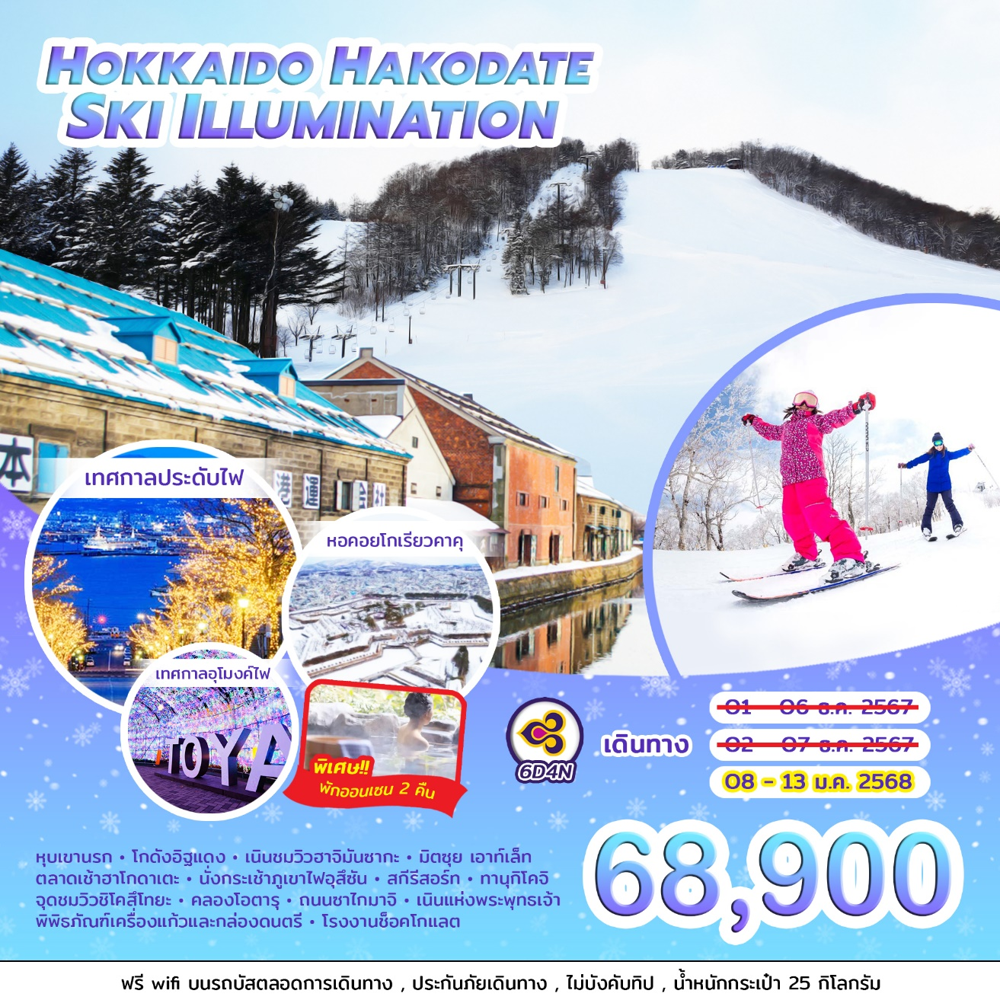 HOKKAIDO HAKODATE
SKI ILLUMINATION
本
港運
会社
เทศกาลประดับไฟ
หอคอยโกเรียวคาคุ
เทศกาลอุโมงค์ไฟ
TOYA
พิเศษ!!
พักออนเซน 2 คืน
6D4N
เดินทาง
01 - 06 ธ.ค. 2567
02 - 07 ธ.ค. 2567
08 - 13 ม.ค. 2568
68,900
หุบเขานรก • โกดังอิฐแดง • เนินชมวิวฮาจิมันซากะ • มิตซุย เอาท์เล็ท
ตลาดเช้าฮาโกดาเตะ • นั่งกระเช้าภูเขาไฟอุสึซัน • สกีรีสอร์ท • ทานุกิโคจิ
จุดชมวิวชิโคสึโทยะ • คลองโอตารุ • ถนนซาไกมาจิ • เนินแห่งพระพุทธเจ้า
พิพิธภัณฑ์เครื่องแก้วและกล่องดนตรี • โรงงานช็อคโกแลต
ฟรี wifi บนรถบัสตลอดการเดินทาง , ประกันภัยเดินทาง , ไม่บังคับทิป , น้ำหนักกระเป๋า 25 กิโลกรัม